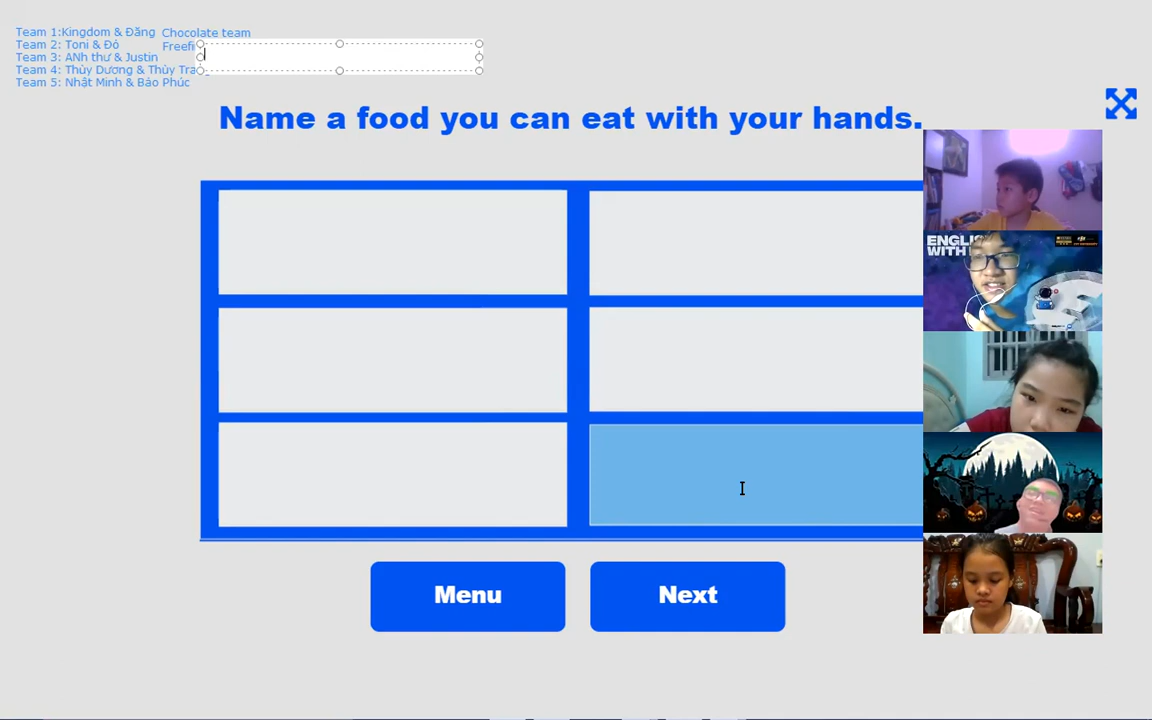 Team 1:Kingdom & Đăng
Chocolate team
Team 2: Toni & Đô
Team 3: ANh thư & Justin
Team 4: Thùy Dương & Thùy
Team 5: Nhật Minh & Bảo Phúc
Name a food you can eat with your hands.
WITH
Menu
Next